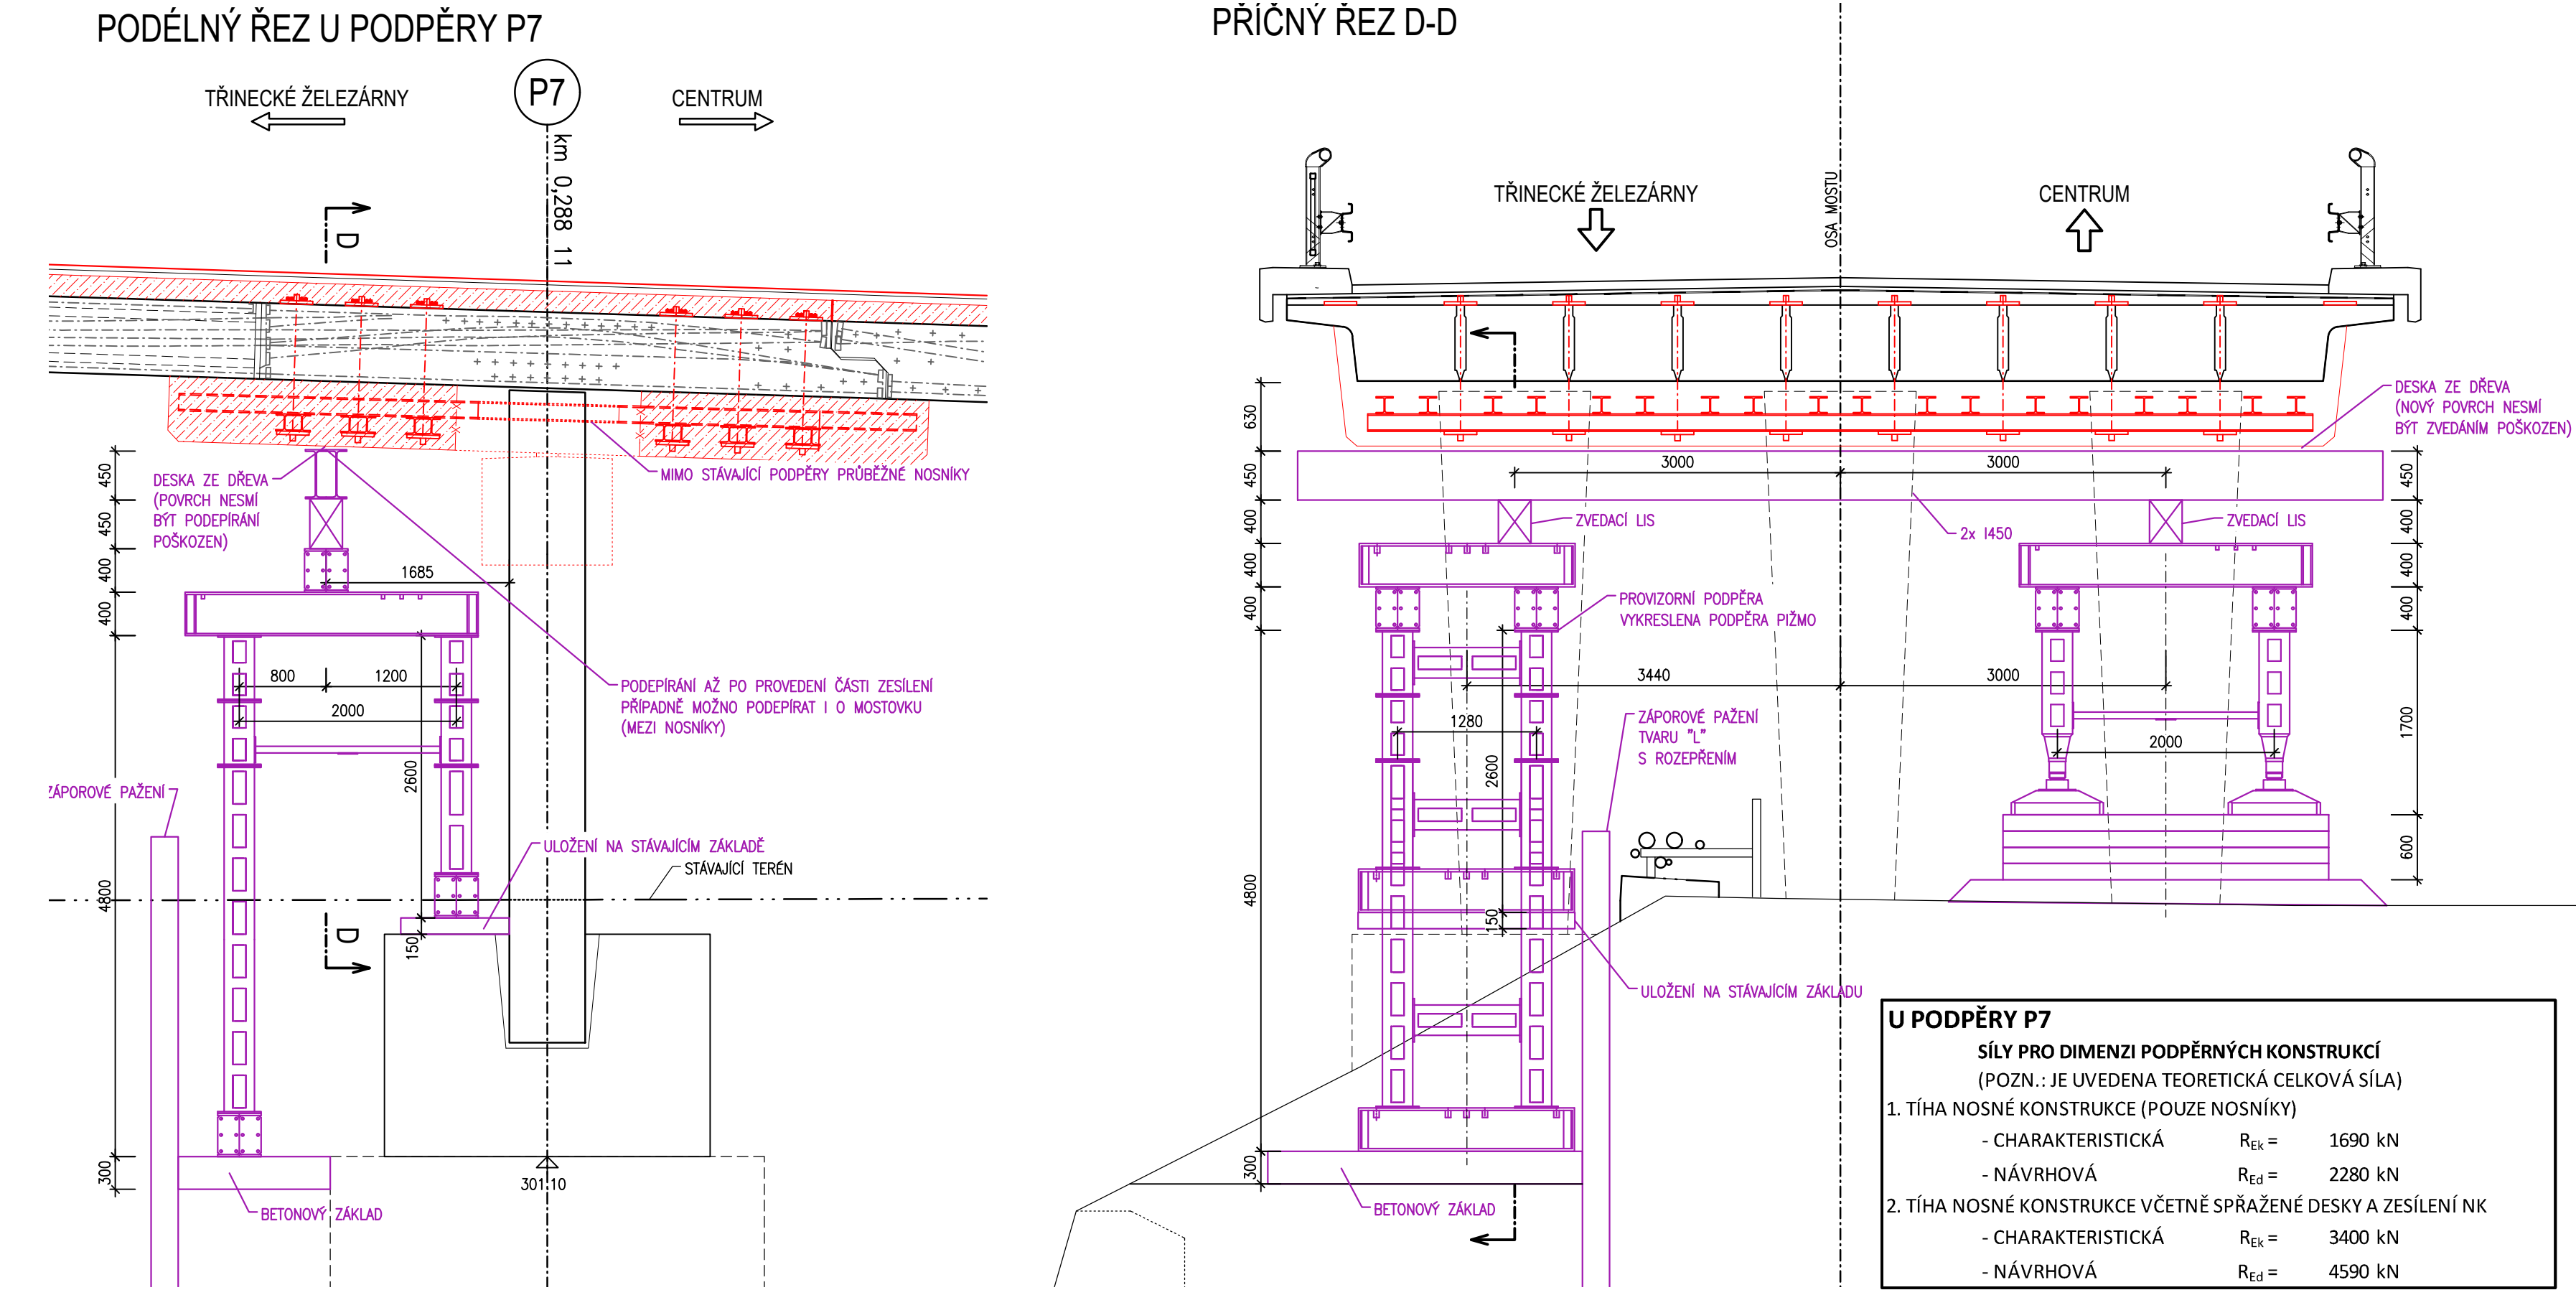 PODÉLNÝ ŘEZ U PODPĚRY P7
TŘINECKÉ ŽELEZÁRNY
P7
CENTRUM
km 0,288 11
D
450
450
400
400
4800
300
DESKA ZE DŘEVA
(POVRCH NESMÍ
BÝT PODEPÍRÁNÍ
POŠKOZEN)
MIMO STÁVAJÍCÍ PODPĚRY PRŮBĚŽNÉ NOSNÍKY
1685
800
1200
2000
2600
150
PODEPÍRÁNÍ AŽ PO PROVEDENÍ ČÁSTI ZESÍLENÍ
PŘÍPADNĚ MOŽNO PODEPÍRAT I O MOSTOVKU
(MEZI NOSNÍKY)
ZÁPOROVÉ PAŽENÍ
ULOŽENÍ NA STÁVAJÍCÍM ZÁKLADĚ
STÁVAJÍCÍ TERÉN
D
301.10
BETONOVÝ ZÁKLAD
PŘÍČNÝ ŘEZ D-D
TŘINECKÉ ŽELEZÁRNY
OSA MOSTU
CENTRUM
630
450
400
400
400
4800
300
DESKA ZE DŘEVA
(NOVÝ POVRCH NESMÍ
BÝT ZVEDÁNÍM POŠKOZEN)
3000
3000
450
400
400
400
1700
600
ZVEDACÍ LIS
ZVEDACÍ LIS
2x I450
PROVIZORNÍ PODPĚRA
VYKRESLENA PODPĚRA PIŽMO
3440
3000
1280
2600
150
2000
ZÁPOROVÉ PAŽENÍ
TVARU "L"
S ROZEPŘENÍM
ULOŽENÍ NA STÁVAJÍCÍM ZÁKLADU
BETONOVÝ ZÁKLAD
U PODPĚRY P7
SÍLY PRO DIMENZI PODPĚRNÝCH KONSTRUKCÍ
(POZN.: JE UVEDENA TEORETICKÁ CELKOVÁ SÍLA)
1. TÍHA NOSNÉ KONSTRUKCE (POUZE NOSNÍKY)
- CHARAKTERISTICKÁ REk = 1690 kN
- NÁVRHOVÁ REd = 2280 kN
2. TÍHA NOSNÉ KONSTRUKCE VČETNĚ SPŘAŽENÉ DESKY A ZESÍLENÍ NK
- CHARAKTERISTICKÁ REk = 3400 kN
- NÁVRHOVÁ REd = 4590 kN